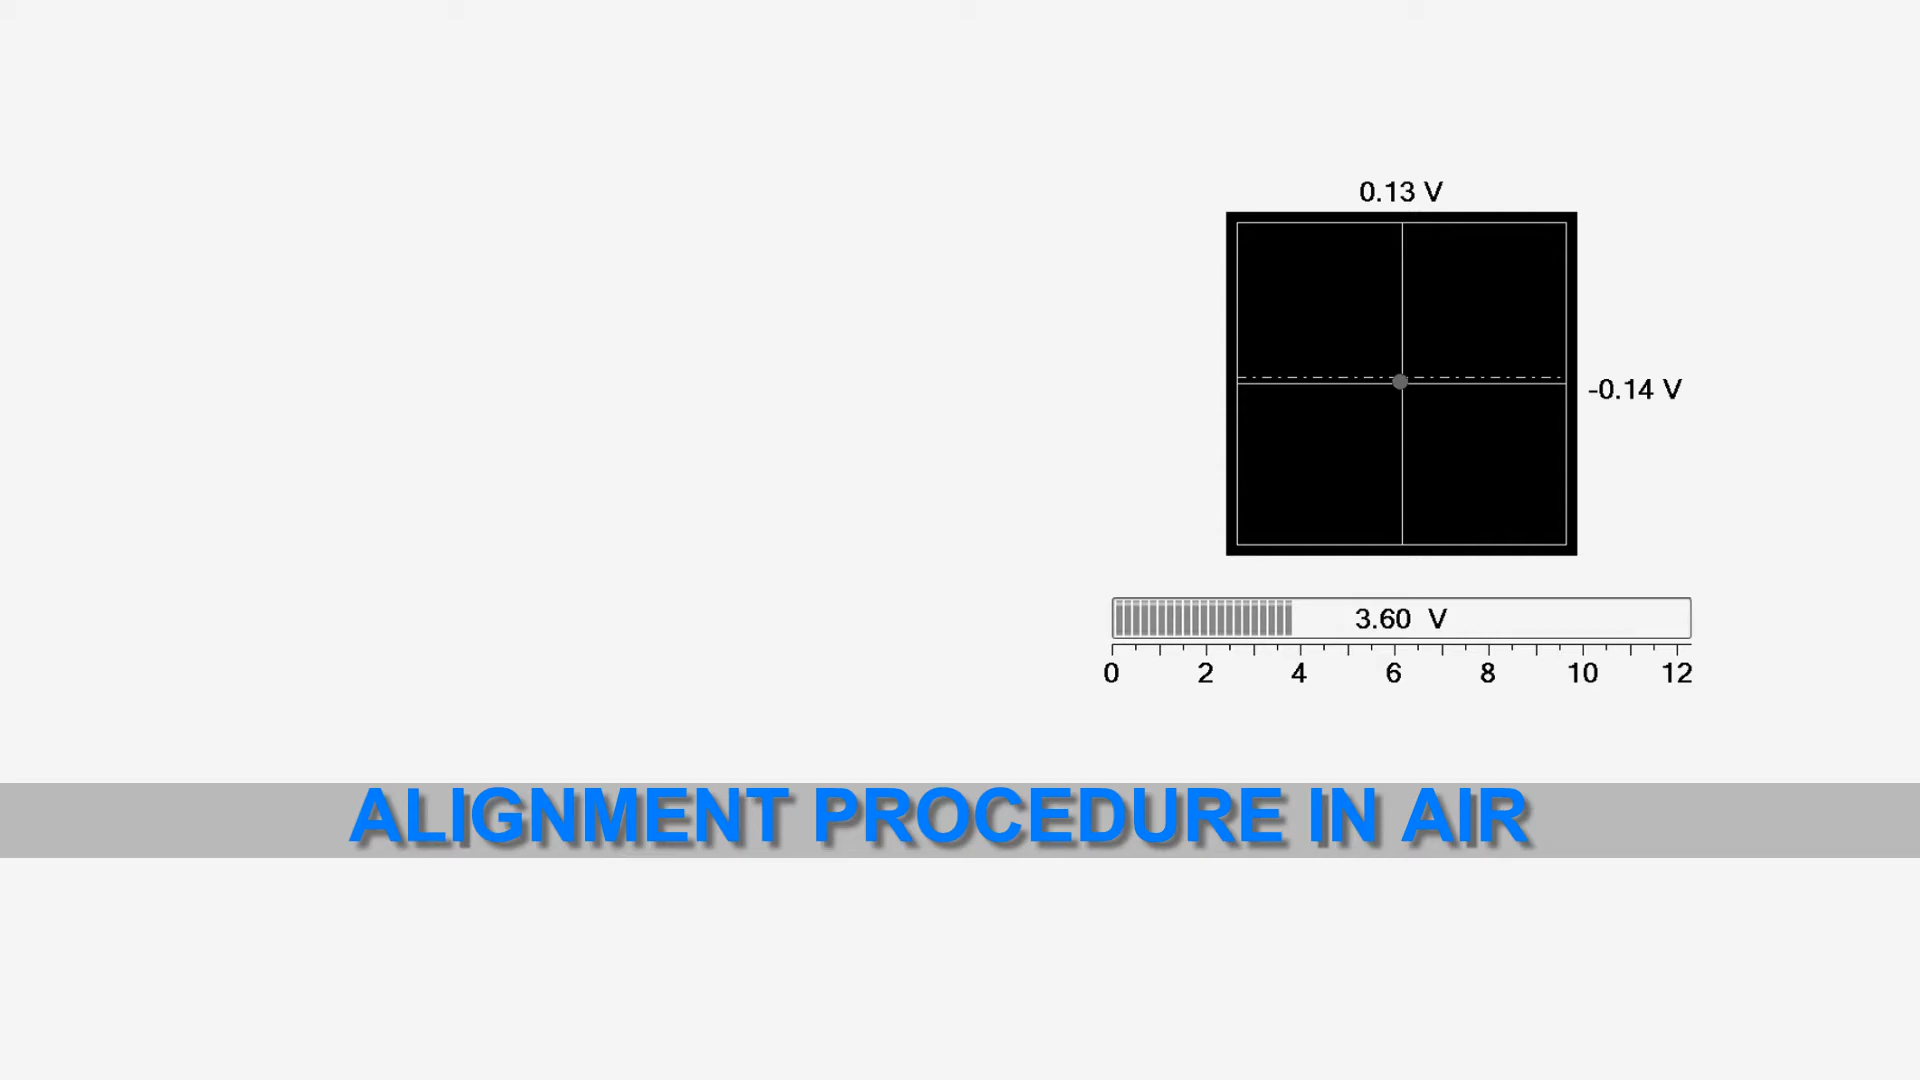 0.13 V
-0.14 V
3.60 V
0 2 4 6 8 10 12
ALIGNMENT PROCEDURE IN AIR